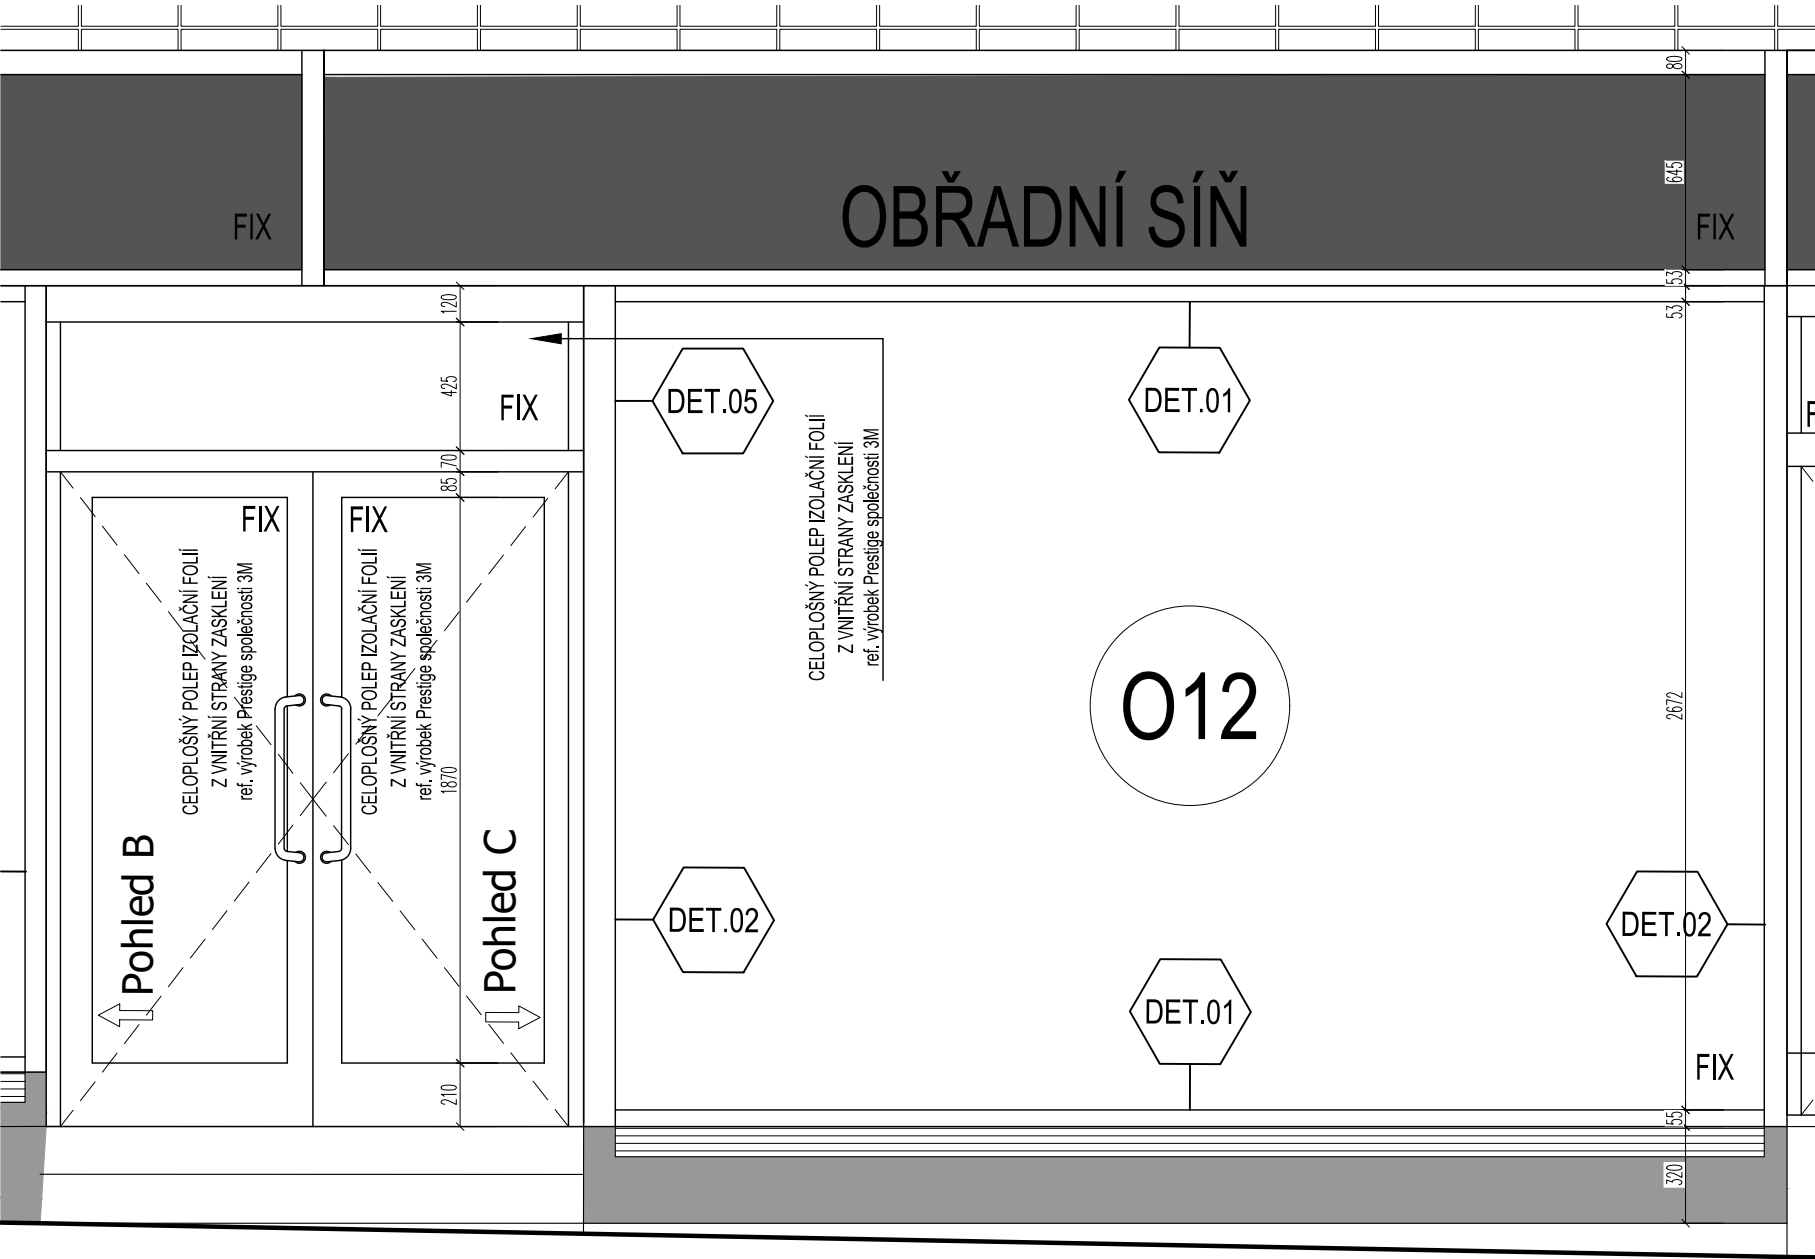 80
645
OBŘADNÍ SÍŇ
FIX
FIX
53
53
120
425
FIX
70
85
DET.05
DET.01
CELOPLOŠNÝ POLEP IZOLAČNÍ FOLIÍ
Z VNITŘNÍ STRANY ZASKLENÍ
ref. výrobek Prestige společnosti 3M
FIX
FIX
CELOPLOŠNÝ POLEP IZOLAČNÍ FOLIÍ
Z VNITŘNÍ STRANY ZASKLENÍ
ref. výrobek Prestige společnosti 3M
CELOPLOŠNÝ POLEP IZOLAČNÍ FOLIÍ
Z VNITŘNÍ STRANY ZASKLENÍ
ref. výrobek Prestige společnosti 3M
1870
O12
2672
Pohled B
Pohled C
DET.02
DET.02
DET.01
FIX
210
55
320